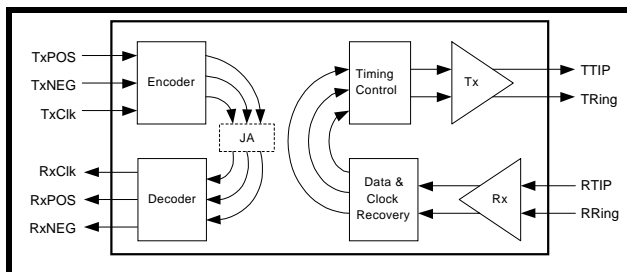 TxPOS
TxNEG
TxClk
Encoder
JA
RxClk
RxPOS
RxNEG
Decoder
Timing
Control
Tx
TTIP
TRing
Data &
Clock
Recovery
Rx
RTIP
RRing